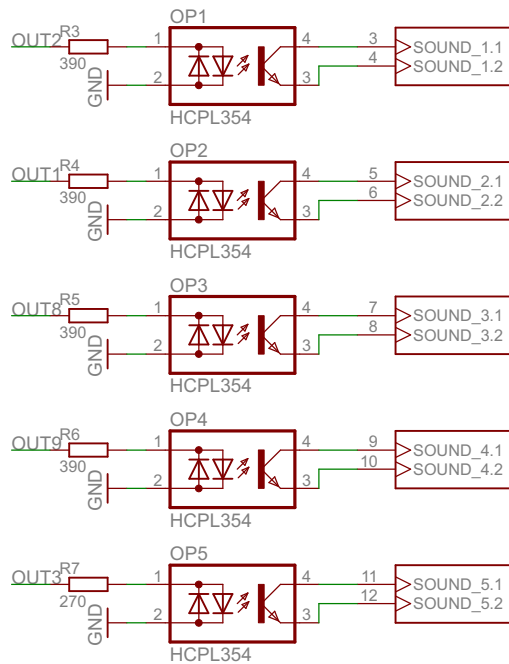 OP1
OUT2 R3 1 4 3 SOUND_1.1
390 2 3 4 SOUND_1.2
GND
HCPL354
OP2
OUT1 R4 1 4 5 SOUND_2.1
390 2 3 6 SOUND_2.2
GND
HCPL354
OP3
OUT8 R5 1 4 7 SOUND_3.1
390 2 3 8 SOUND_3.2
GND
HCPL354
OP4
OUT9 R6 1 4 9 SOUND_4.1
390 2 3 10 SOUND_4.2
GND
HCPL354
OP5
OUT3 R7 1 4 11 SOUND_5.1
270 2 3 12 SOUND_5.2
GND
HCPL354